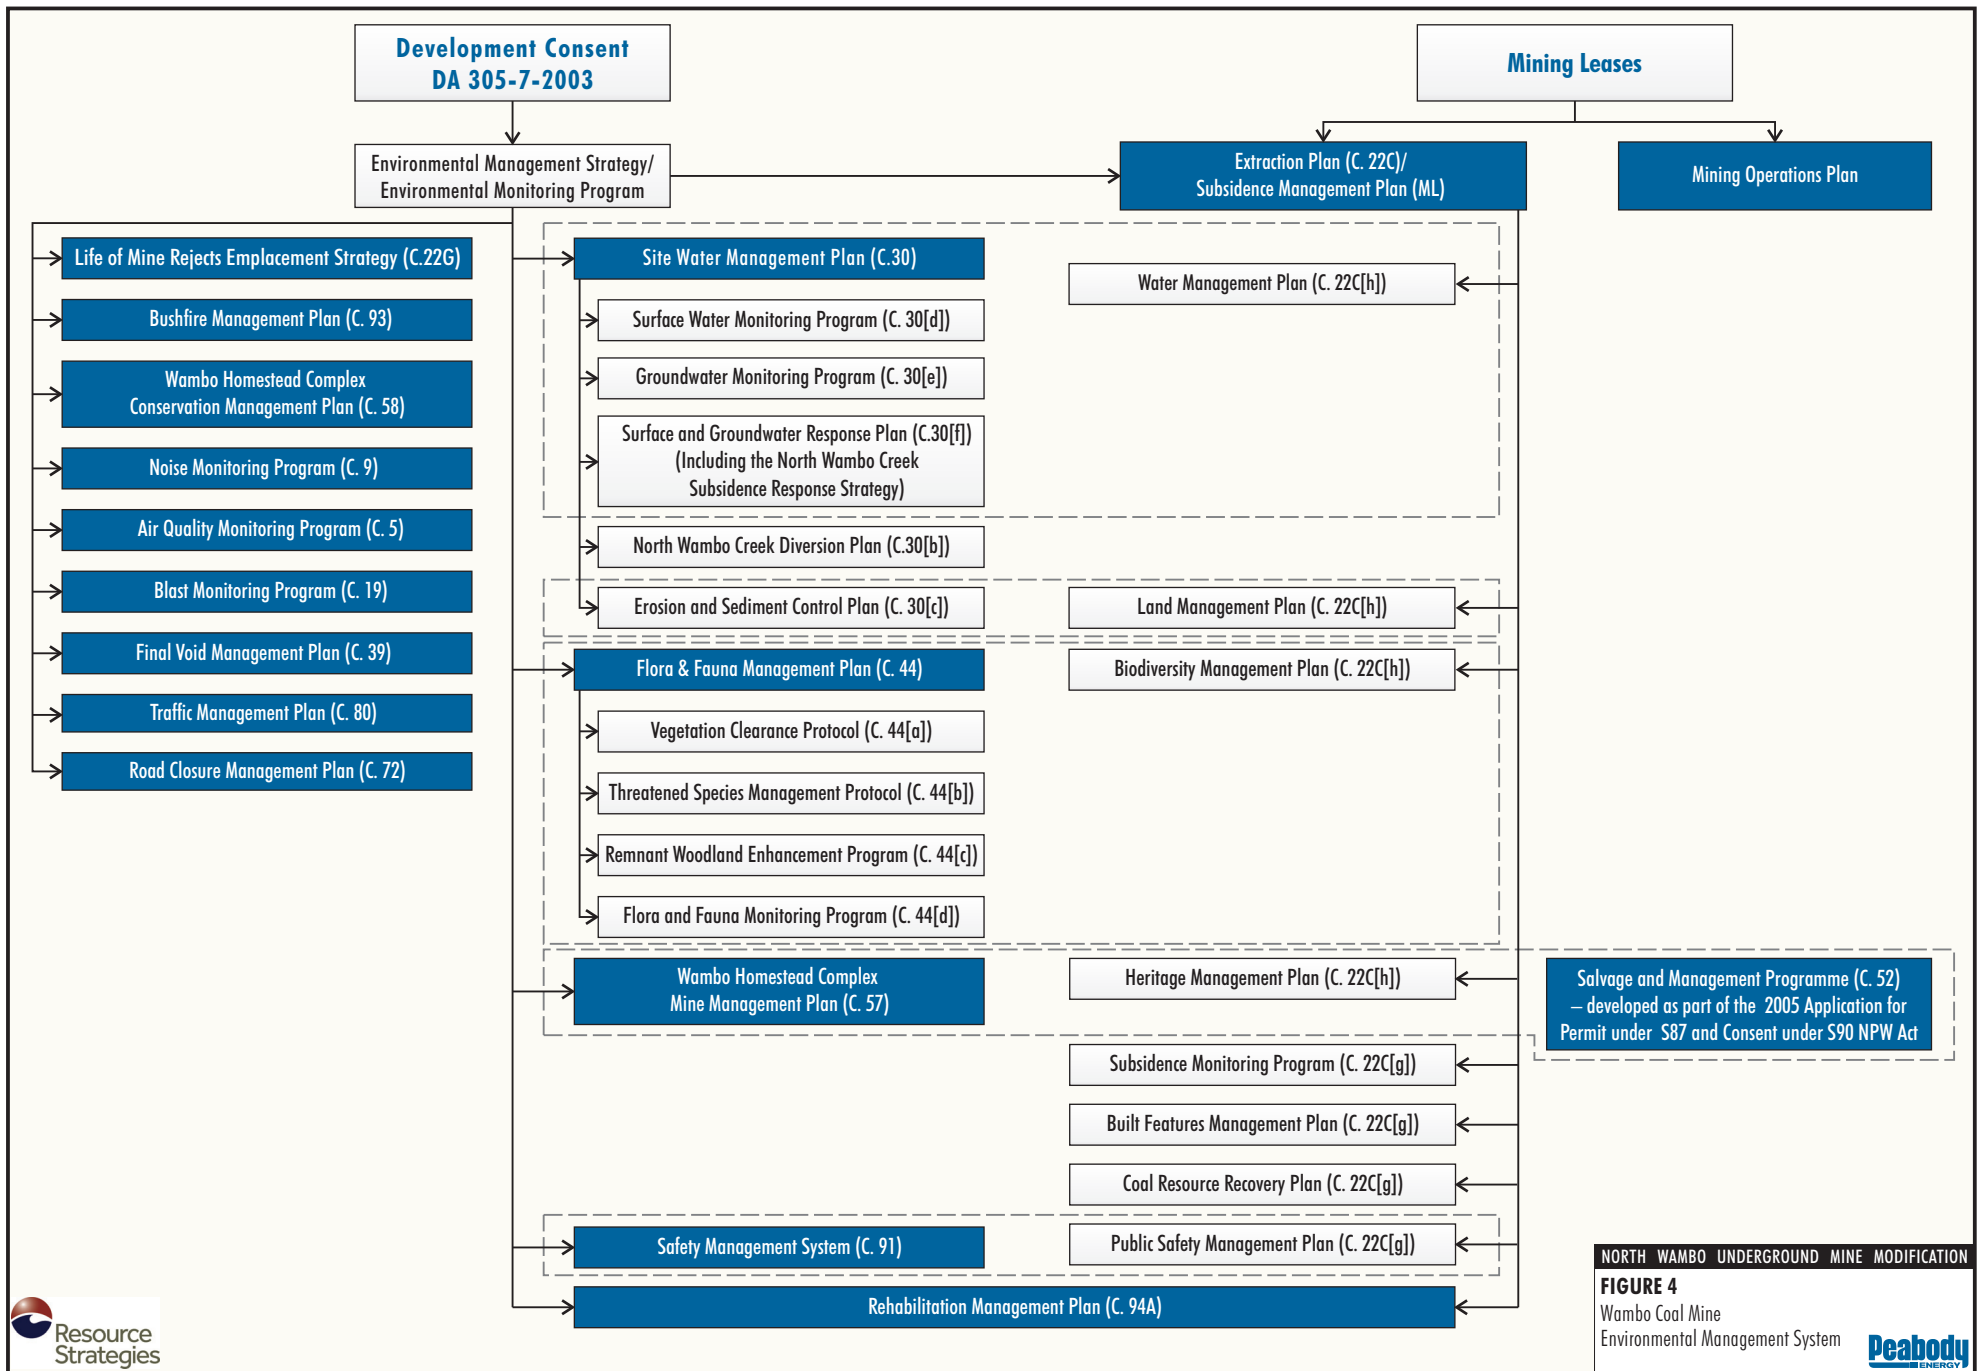 Development Consent
DA 305-7-2003
Mining Leases
Environmental Management Strategy/
Environmental Monitoring Program
Extraction Plan (C. 22C)/
Subsidence Management Plan (ML)
Mining Operations Plan
Life of Mine Rejects Emplacement Strategy (C.22G)
Bushfire Management Plan (C. 93)
Wambo Homestead Complex
Conservation Management Plan (C. 58)
Noise Monitoring Program (C. 9)
Air Quality Monitoring Program (C. 5)
Blast Monitoring Program (C. 19)
Final Void Management Plan (C. 39)
Traffic Management Plan (C. 80)
Road Closure Management Plan (C. 72)
Site Water Management Plan (C.30)
Surface Water Monitoring Program (C. 30[d])
Groundwater Monitoring Program (C. 30[e])
Surface and Groundwater Response Plan (C.30[f])
(Including the North Wambo Creek
Subsidence Response Strategy)
North Wambo Creek Diversion Plan (C.30[b])
Erosion and Sediment Control Plan (C. 30[c])
Flora & Fauna Management Plan (C. 44)
Vegetation Clearance Protocol (C. 44[a])
Threatened Species Management Protocol (C. 44[b])
Remnant Woodland Enhancement Program (C. 44[c])
Flora and Fauna Monitoring Program (C. 44[d])
Wambo Homestead Complex
Mine Management Plan (C. 57)
Safety Management System (C. 91)
Rehabilitation Management Plan (C. 94A)
Water Management Plan (C. 22C[h])
Land Management Plan (C. 22C[h])
Biodiversity Management Plan (C. 22C[h])
Heritage Management Plan (C. 22C[h])
Subsidence Monitoring Program (C. 22C[g])
Built Features Management Plan (C. 22C[g])
Coal Resource Recovery Plan (C. 22C[g])
Public Safety Management Plan (C. 22C[g])
Salvage and Management Programme (C. 52)
– developed as part of the 2005 Application for
Permit under S87 and Consent under S90 NPW Act
NORTH WAMBO UNDERGROUND MINE MODIFICATION
FIGURE 4
Wambo Coal Mine
Environmental Management System
Peabody
ENERGY
Resource
Strategies